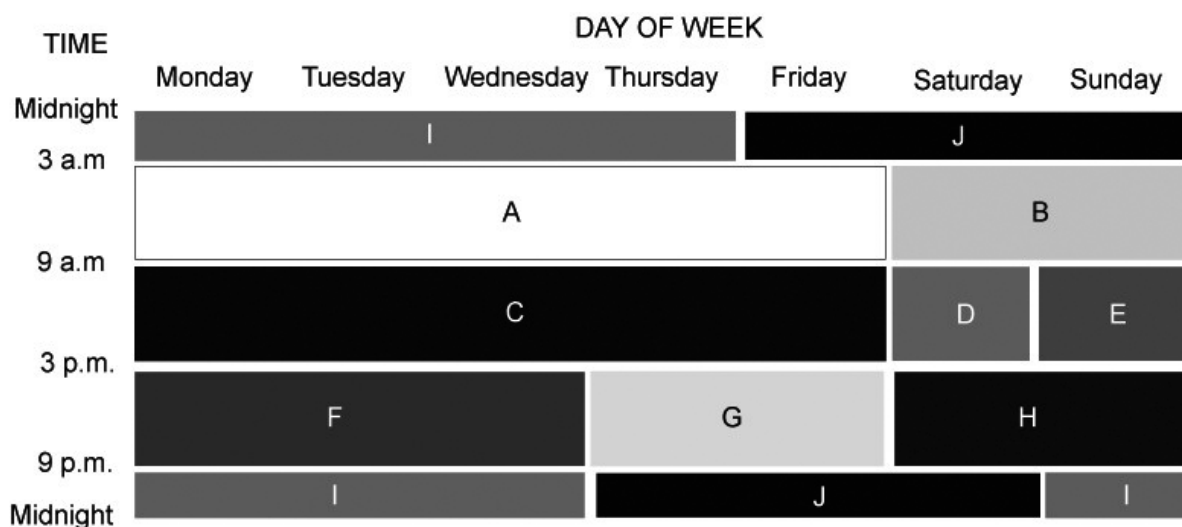 DAY OF WEEK
TIME
Monday Tuesday Wednesday Thursday Friday Saturday Sunday
Midnight
I J
3 a.m
A B
9 a.m
C D E
3 p.m.
F G H
9 p.m.
I J I
Midnight